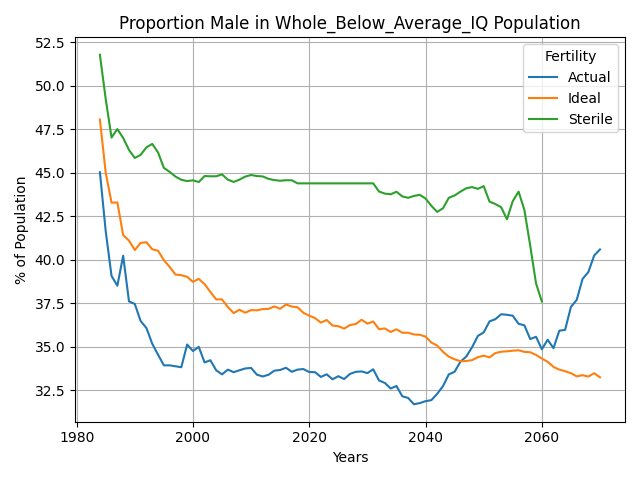 Proportion Male in Whole_Below_Average_IQ Population
52.5
50.0
47.5
45.0
42.5
40.0
37.5
35.0
32.5
% of Population
Fertility
Actual
Ideal
Sterile
1980
2000
2020
2040
2060
Years